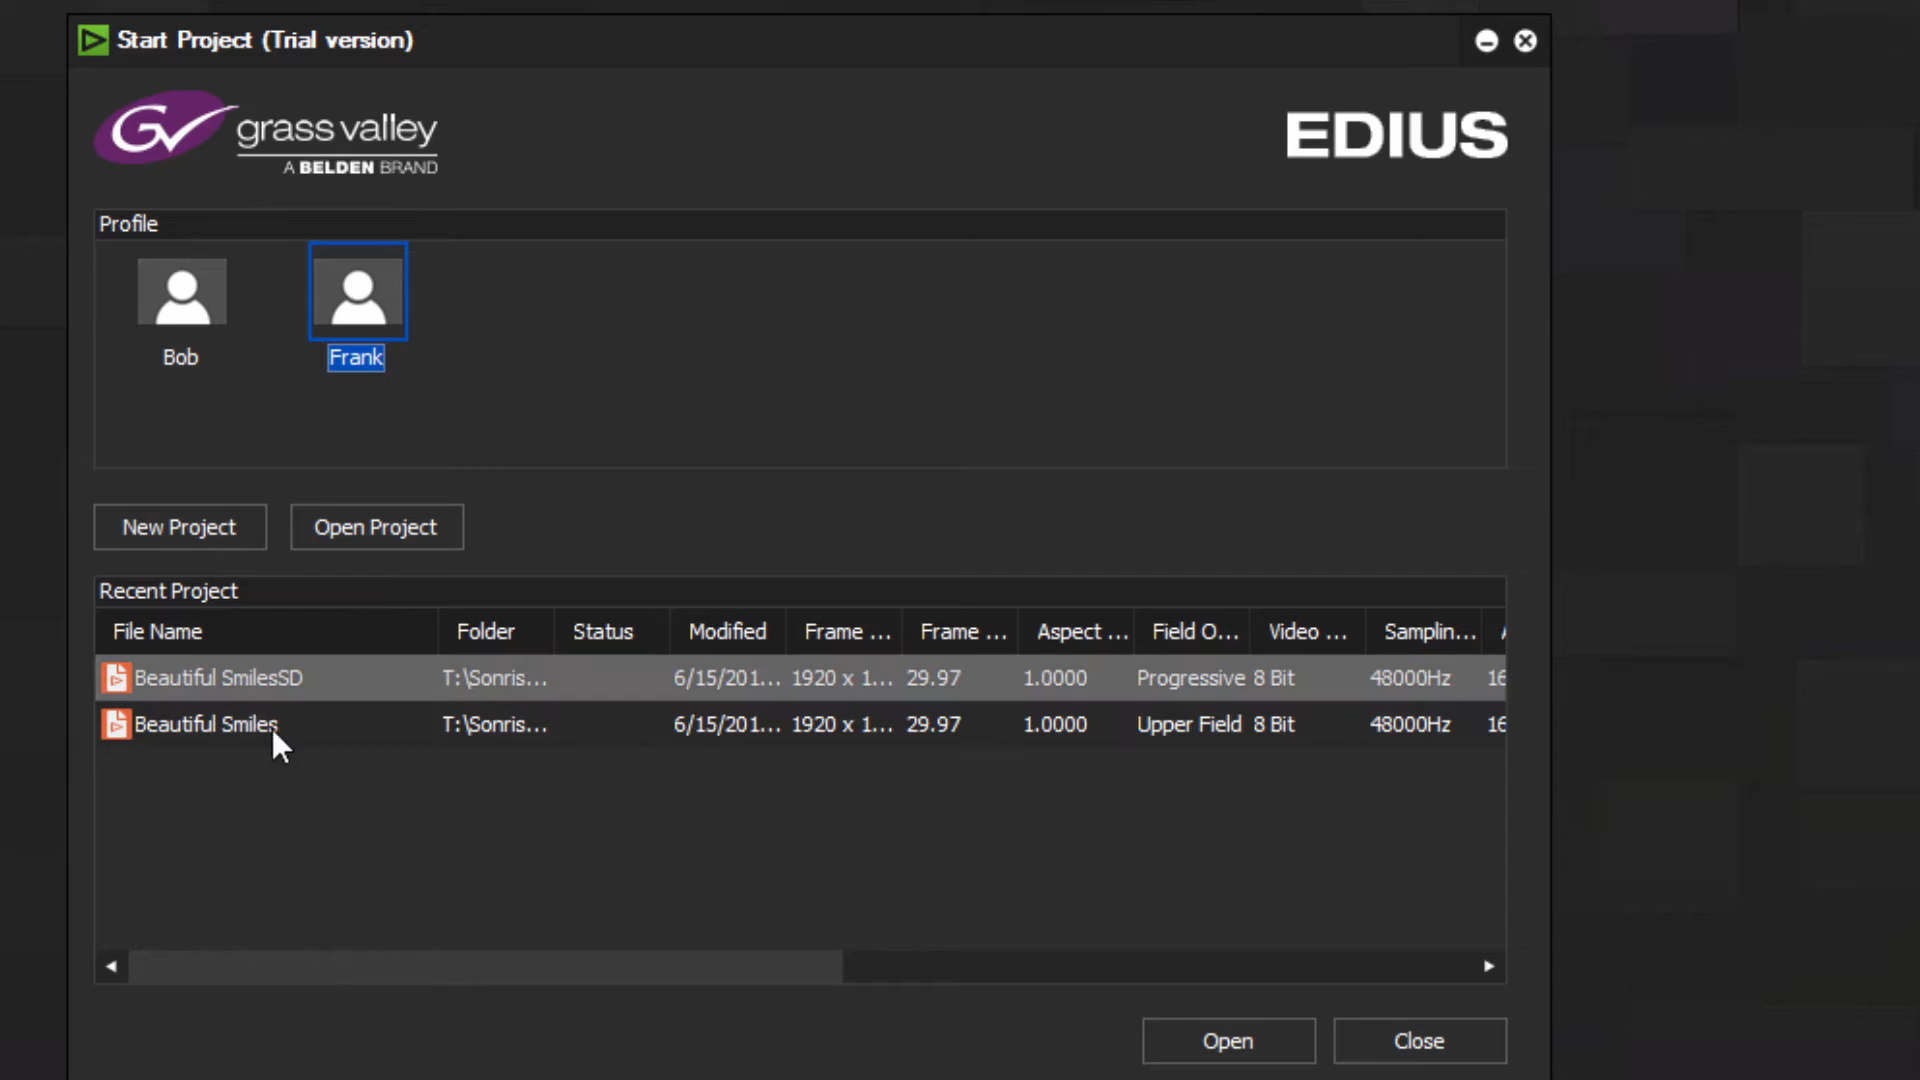 Start Project (Trial version)
GV grass valley
A BELDEN BRAND
EDIUS
Profile
Bob
Frank
New Project
Open Project
Recent Project
File Name Folder Status Modified Frame ... Frame ... Aspect ... Field O... Video ... Samplin...
Beautiful SmilesSD T:\Sonris... 6/15/201... 1920 x 1... 29.97 1.0000 Progressive 8 Bit 48000Hz 16
Beautiful Smiles T:\Sonris... 6/15/201... 1920 x 1... 29.97 1.0000 Upper Field 8 Bit 48000Hz 16
Open
Close